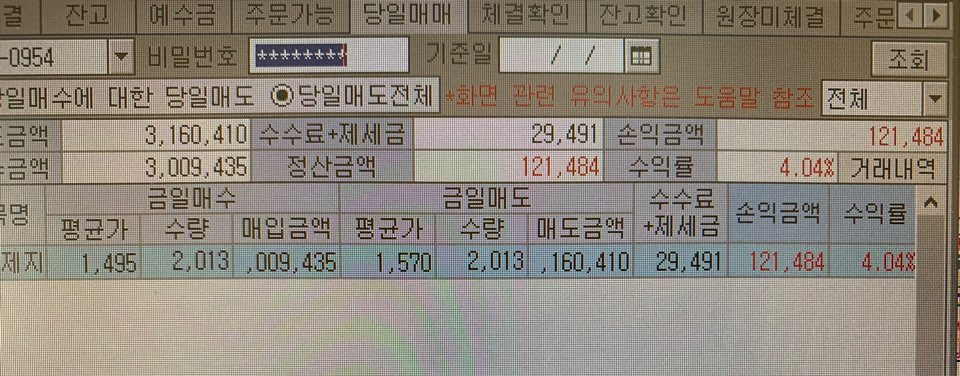 결 잔고 예수금 주문가능 당일매매 체결확인 잔고확인 원장미체결 주문
-0954 비밀번호 ******** 기준일 / / 조회
일매수에 대한 당일매도 당일매도전체 *화면 관련 유의사항은 도움말 참조 전체
금액 3,160,410 수수료+제세금 29,491 손익금액 121,484
금액 3,009,435 정산금액 121,484 수익률 4.04% 거래내역
명 금일매수 금일매도 수수료+제세금 손익금액 수익률
평균가 수량 매입금액 평균가 수량 매도금액
제지 1,495 2,013 ,009,435 1,570 2,013 ,160,410 29,491 121,484 4.04%